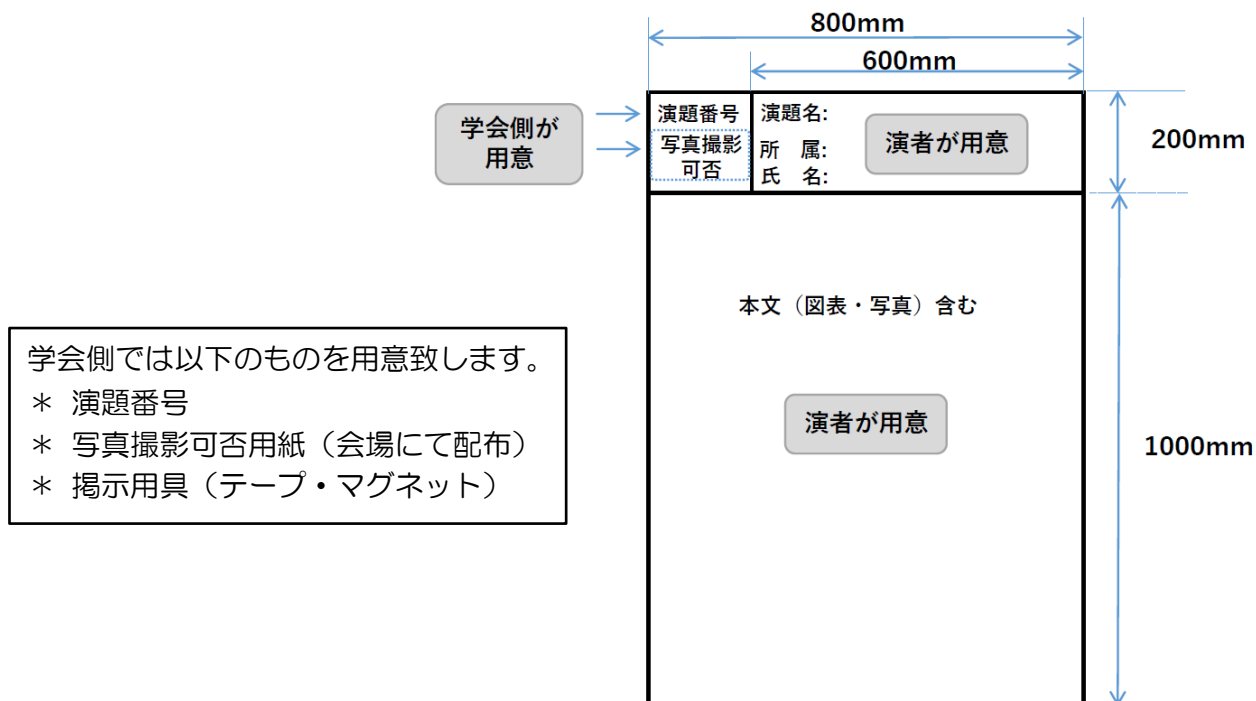 800mm
600mm
学会側が
用意
演題番号
写真撮影
可否
演題名:
所　属:
氏　名:
演者が用意
200mm
本文（図表・写真）含む
演者が用意
1000mm
学会側では以下のものを用意致します。
＊ 演題番号
＊ 写真撮影可否用紙（会場にて配布）
＊ 掲示用具（テープ・マグネット）